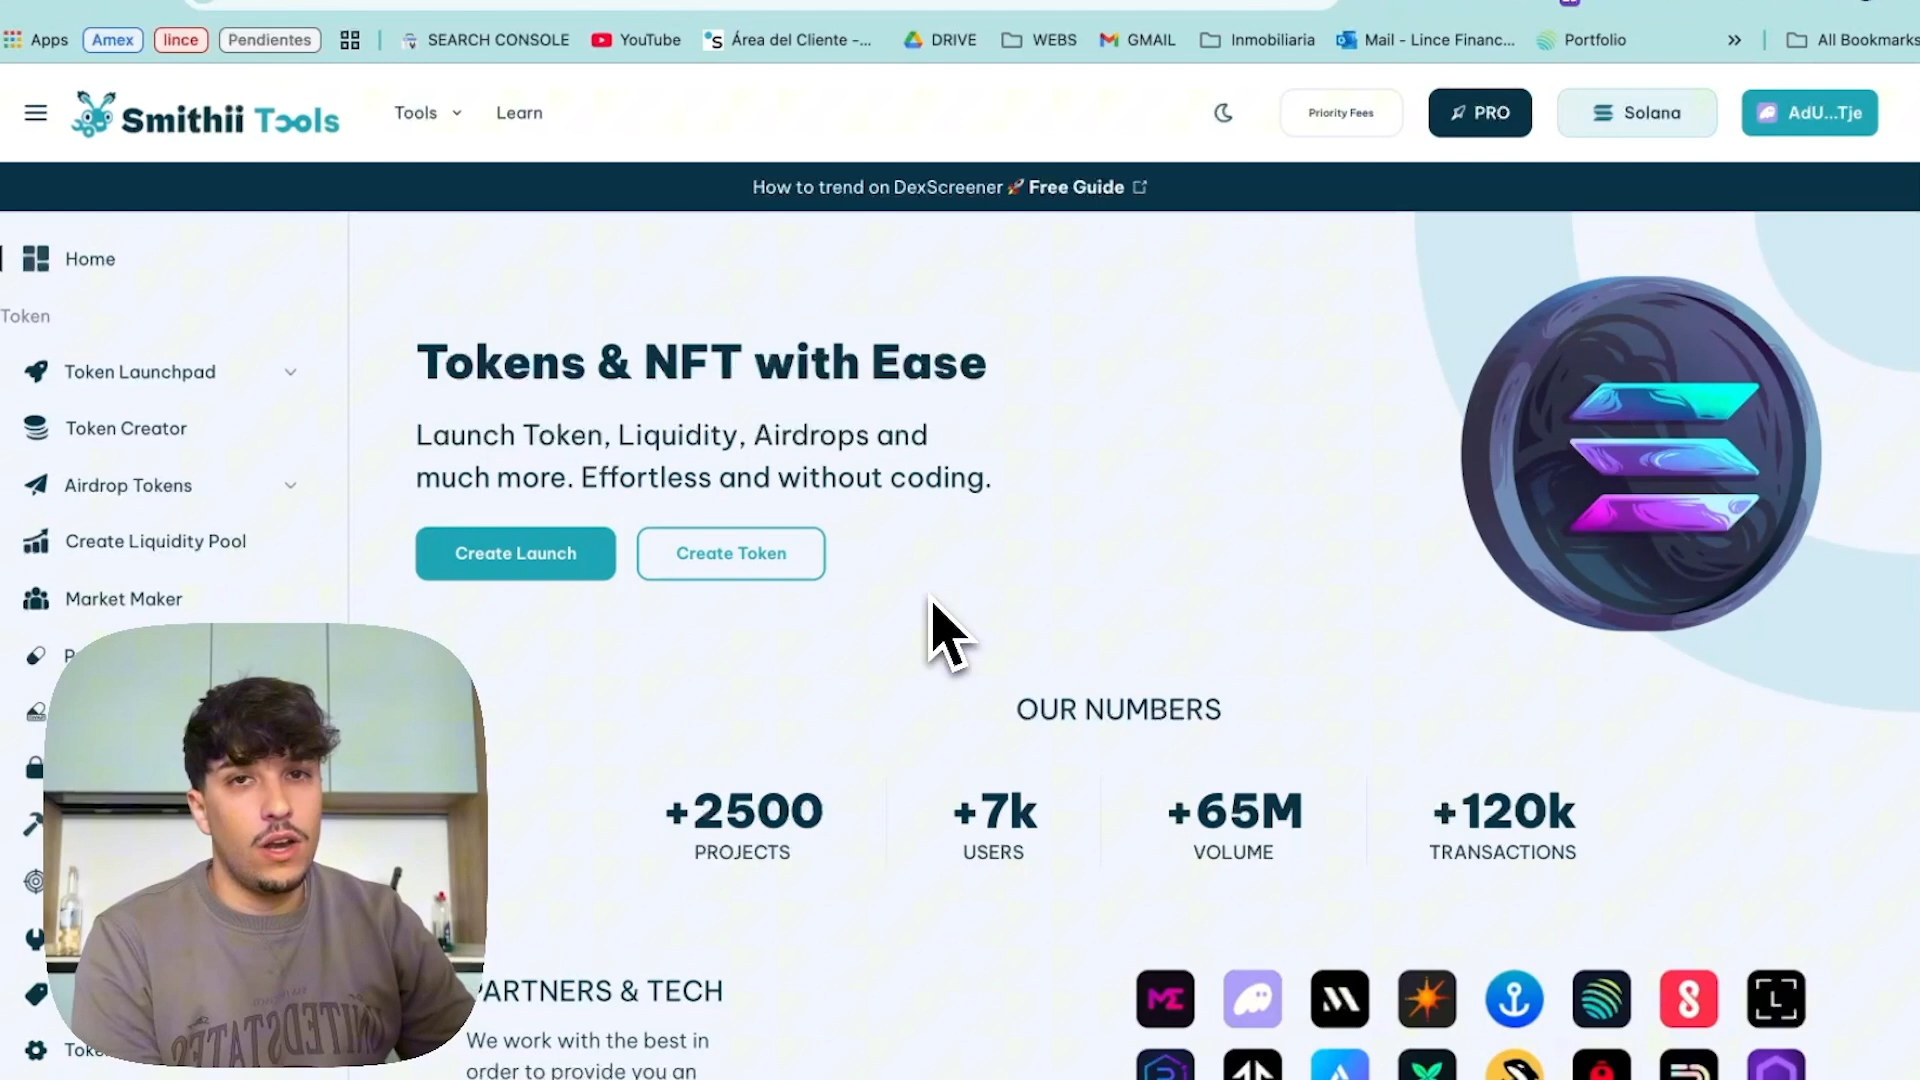 Apps
Amex
lince
Pendientes
SEARCH CONSOLE
YouTube
Área del Cliente -...
DRIVE
WEBS
GMAIL
Inmobiliaria
Mail - Lince Financ...
Portfolio
»
All Bookmarks
Smithii Tools
Tools
Learn
Priority Fees
PRO
Solana
AdU...Tje
How to trend on DexScreener 🚀 Free Guide
Home
Token
Token Launchpad
Token Creator
Airdrop Tokens
Create Liquidity Pool
Market Maker
Tokens & NFT with Ease
Launch Token, Liquidity, Airdrops and
much more. Effortless and without coding.
Create Launch
Create Token
OUR NUMBERS
+2500
PROJECTS
+7k
USERS
+65M
VOLUME
+120k
TRANSACTIONS
PARTNERS & TECH
We work with the best in
order to provide you an
ME
L